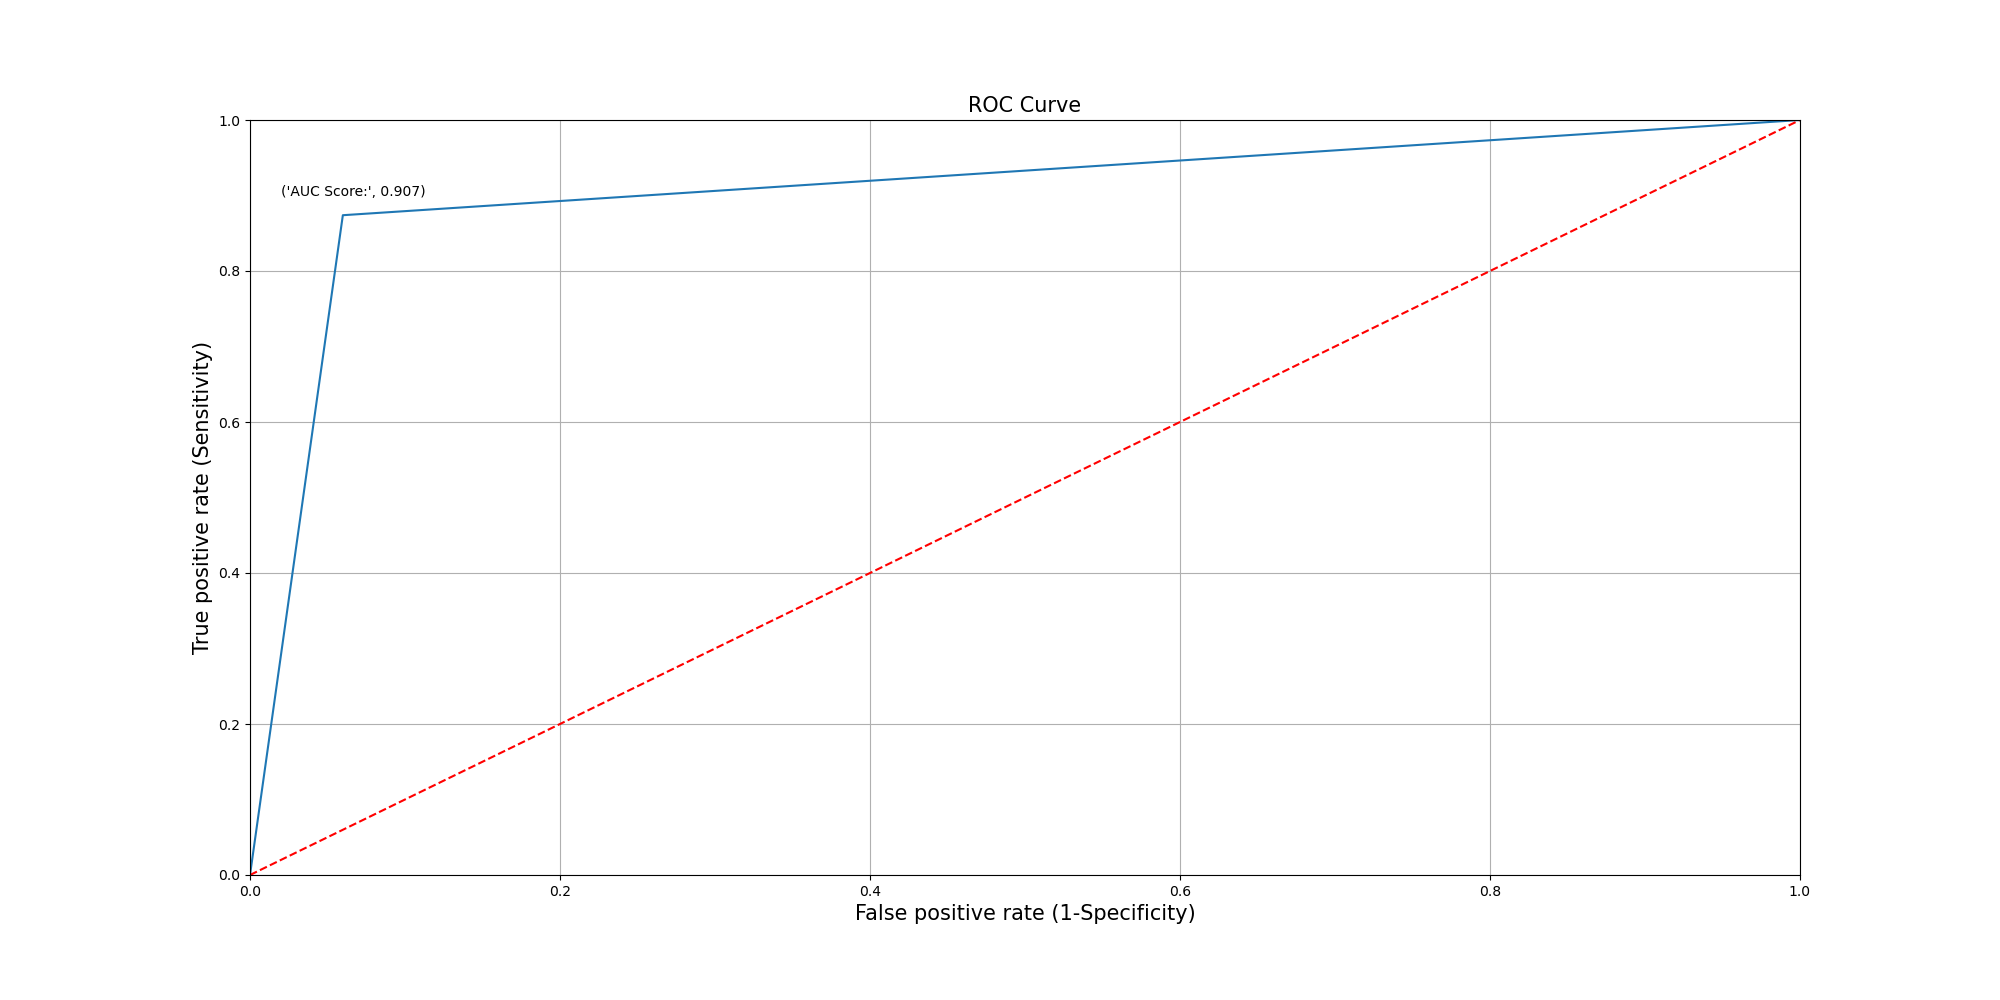 ROC Curve
1.0
('AUC Score:', 0.907)
0.8
0.6
0.4
0.2
0.0
True positive rate (Sensitivity)
0.0 0.2 0.4 0.6 0.8 1.0
False positive rate (1-Specificity)